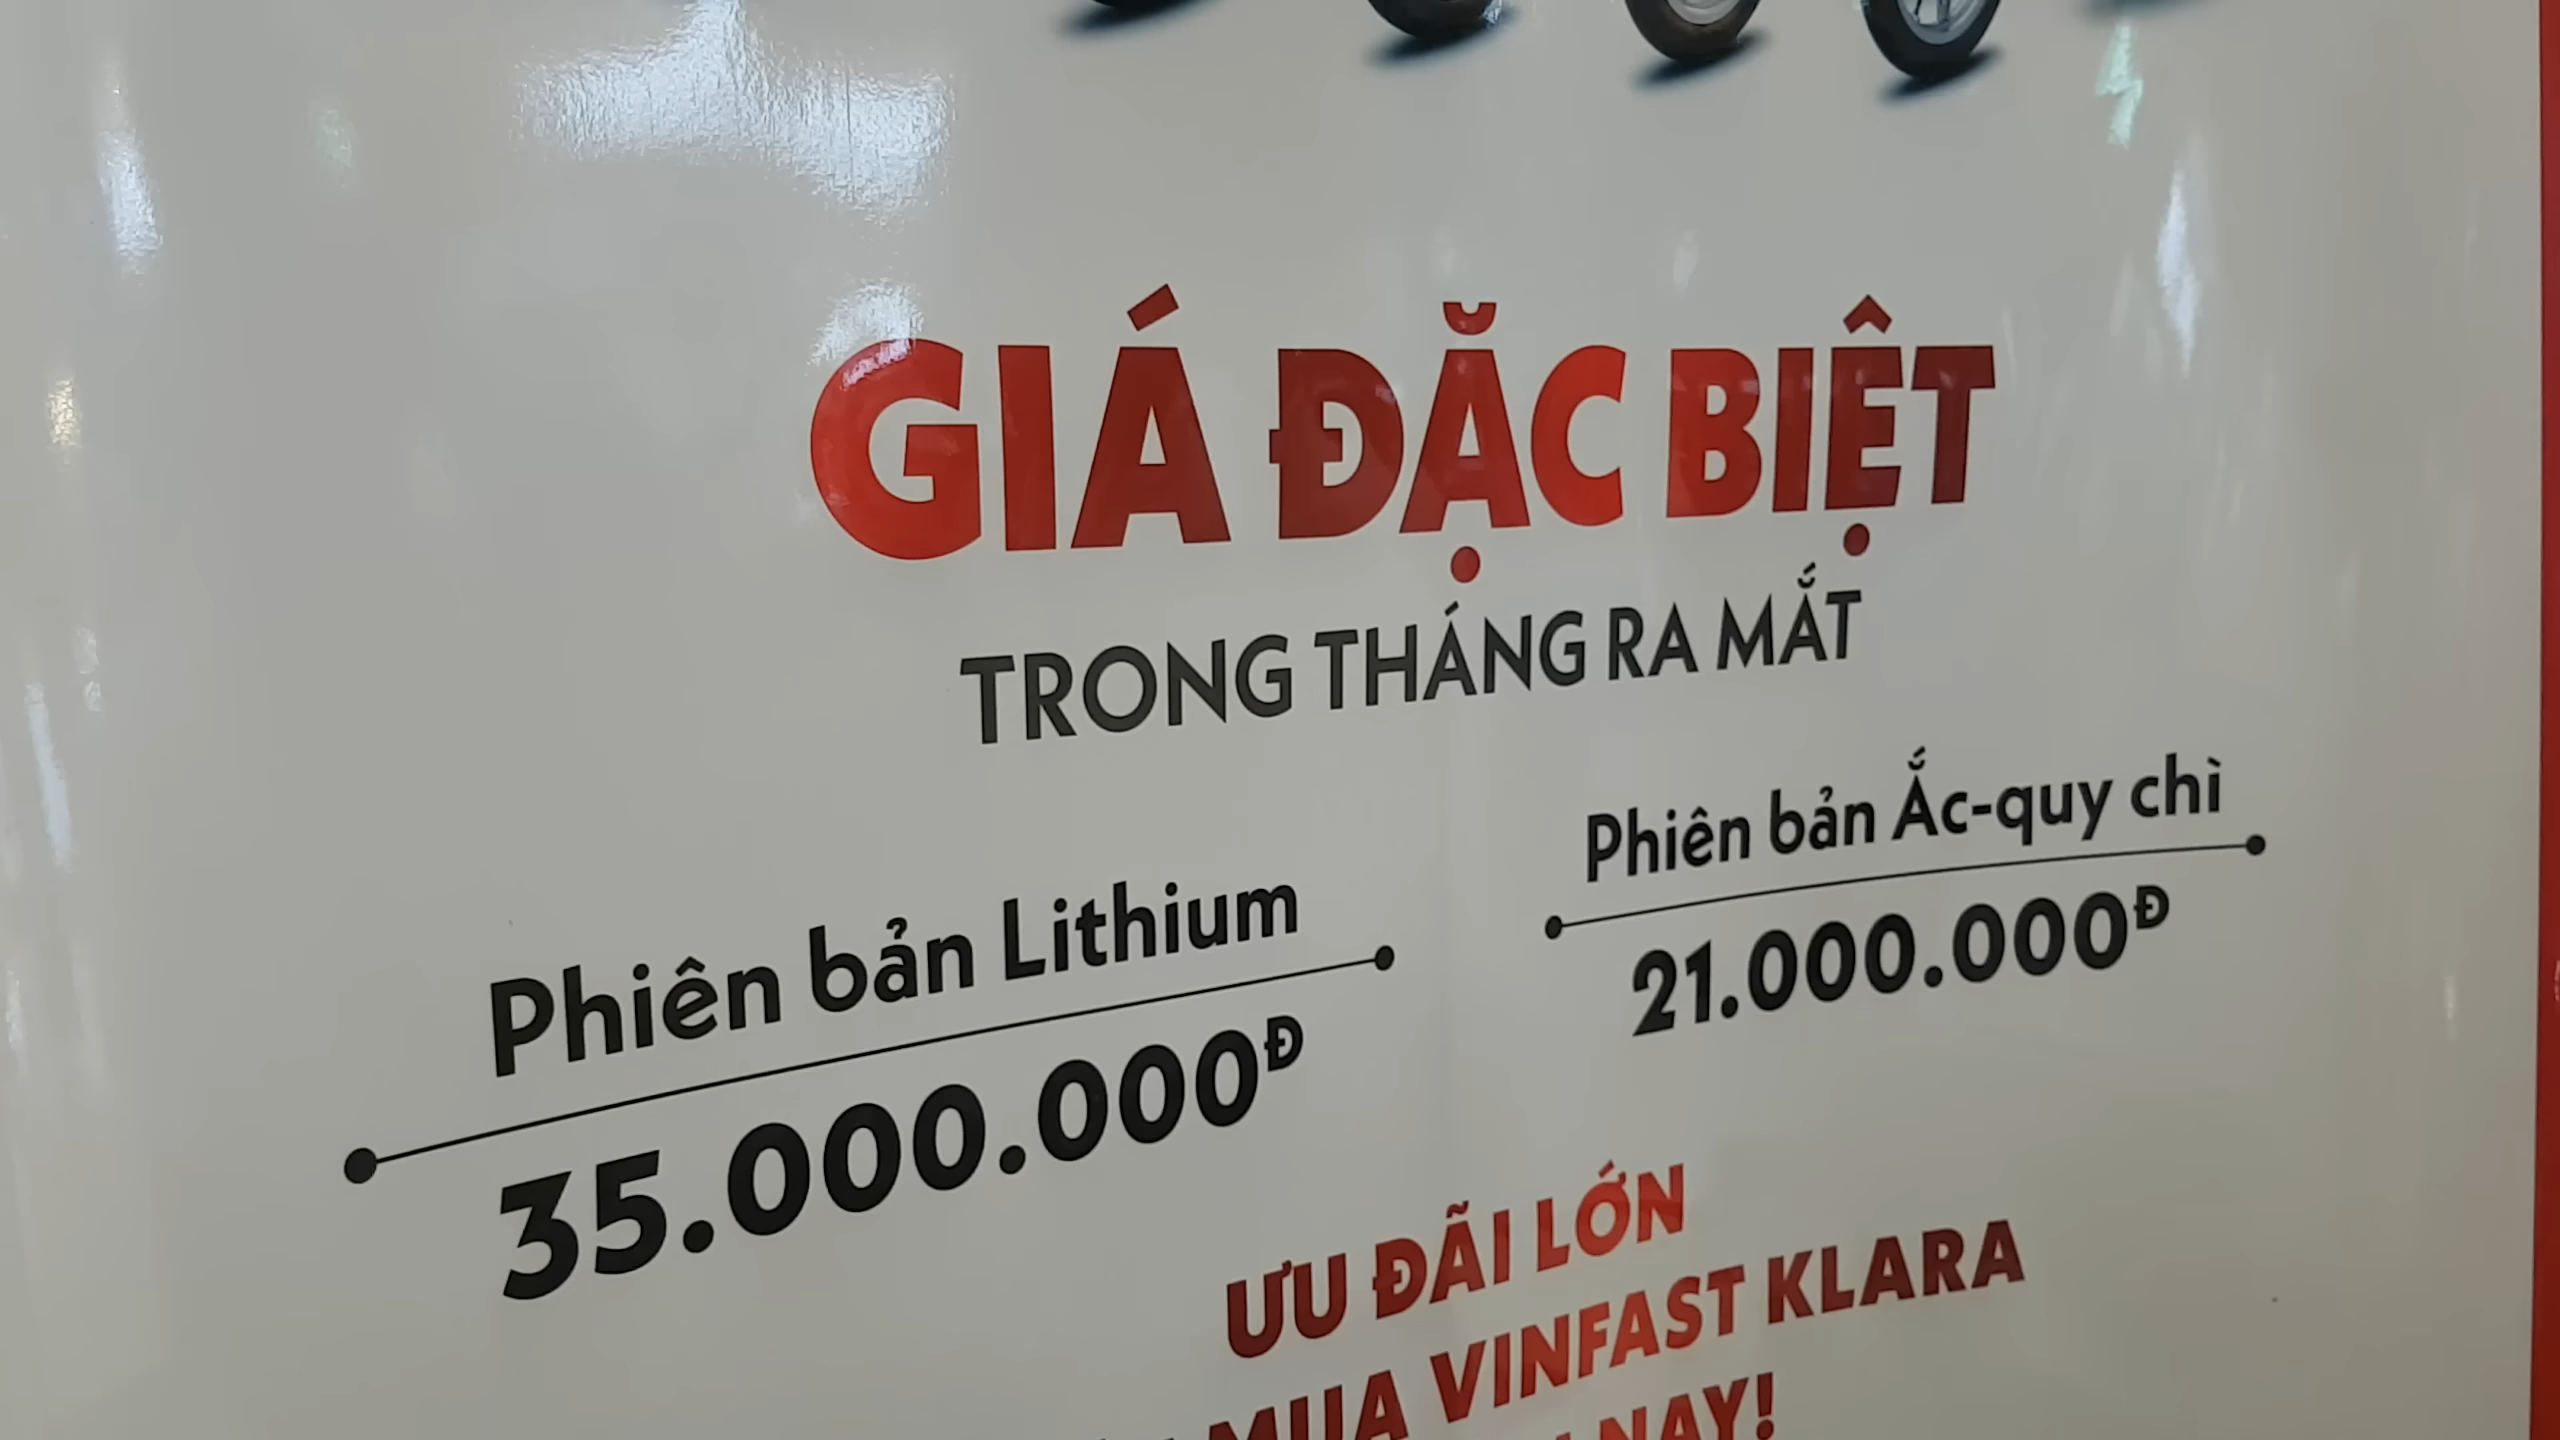 GIÁ ĐẶC BIỆT
TRONG THÁNG RA MẮT
Phiên bản Lithium
35.000.000Đ
Phiên bản Ắc-quy chì
21.000.000Đ
ƯU ĐÃI LỚN
MUA VINFAST KLARA
NAY!